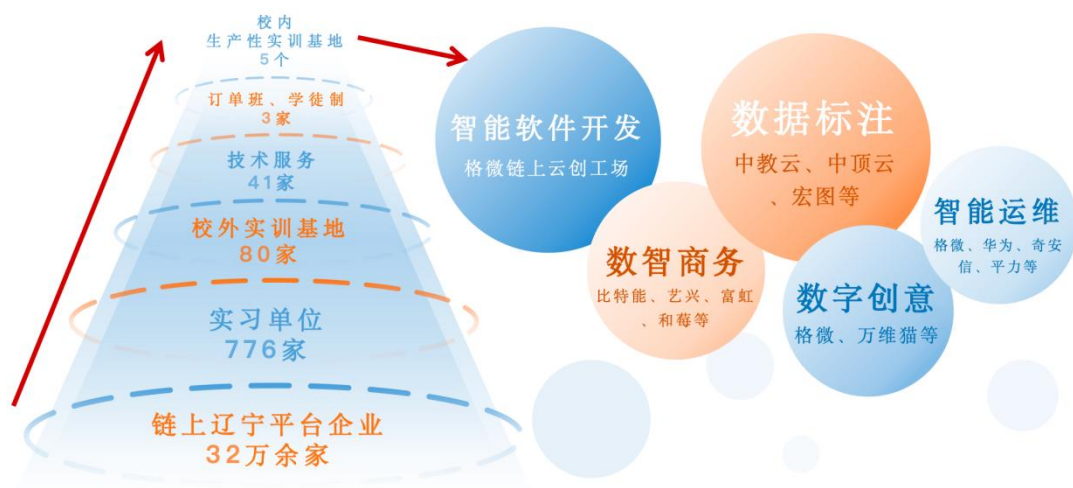 校内
生产性实训基地
5个
订单班、学徒制
3家
技术服务
41家
校外实训基地
80家
实习单位
776家
链上辽宁平台企业
32万余家
智能软件开发
格微链上云创工场
数据标注
中教云、中顶云
、宏图等
数智商务
比特能、艺兴、富虹
、和莓等
数字创意
格微、万维猫等
智能运维
格微、华为、奇安
信、平力等